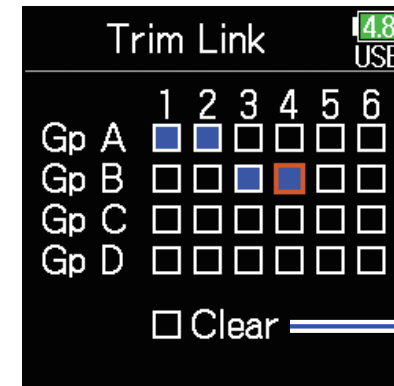 Trim Link
4.8
USB
1 2 3 4 5 6
Gp A
Gp B
Gp C
Gp D
Clear